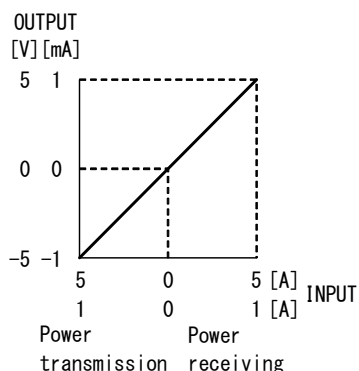 OUTPUT
[V] [mA]
5 1
0 0
-5 -1
5 0 5 [A]
INPUT
1 0 1 [A]
Power Power
transmission receiving